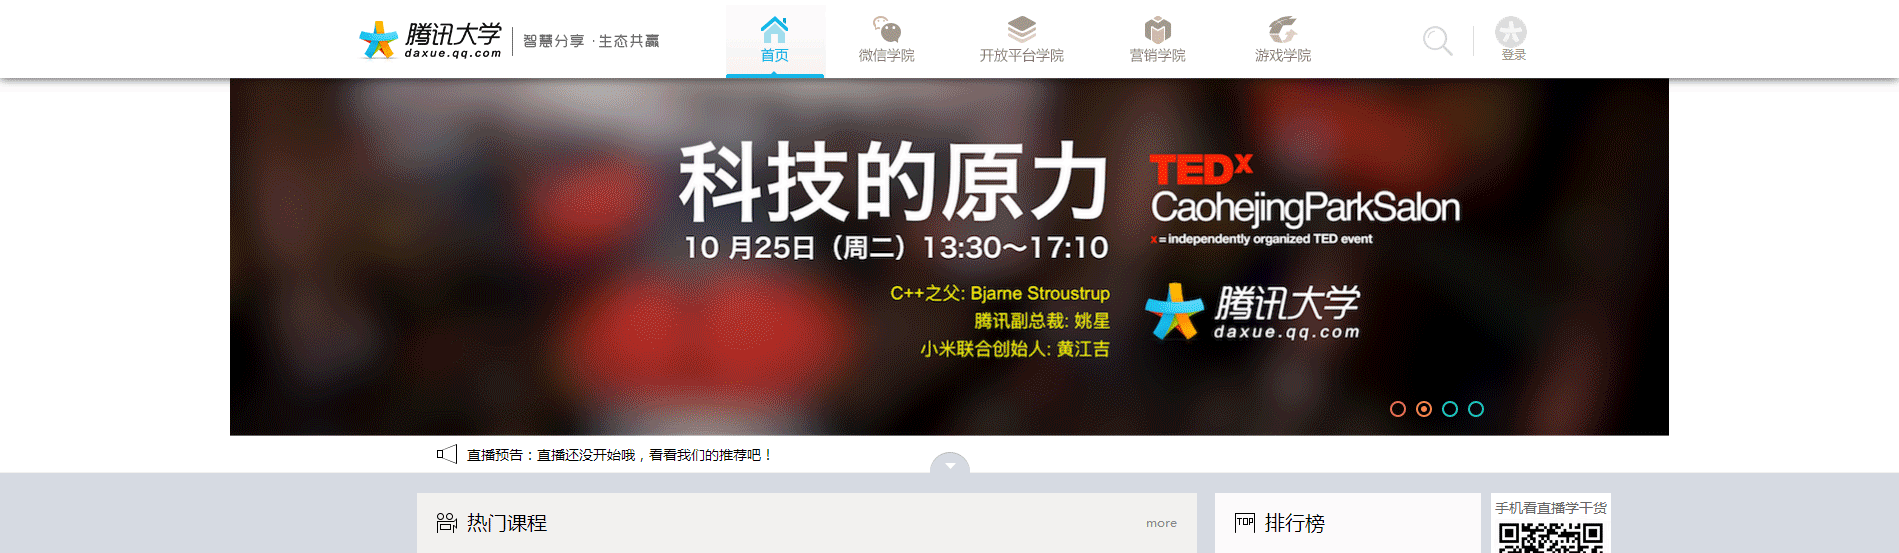 腾讯大学
daxue.qq.com
智慧分享 · 生态共赢
首页
微信学院
开放平台学院
营销学院
游戏学院
登录
科技的原力
10 月25日（周二）13:30～17:10
C++之父: Bjarne Stroustrup
腾讯副总裁: 姚星
小米联合创始人: 黄江吉
TEDx
CaohejingParkSalon
x = independently organized TED event
腾讯大学
daxue.qq.com
直播预告：直播还没开始哦，看看我们的推荐吧！
热门课程
more
TOP
排行榜
手机看直播学干货